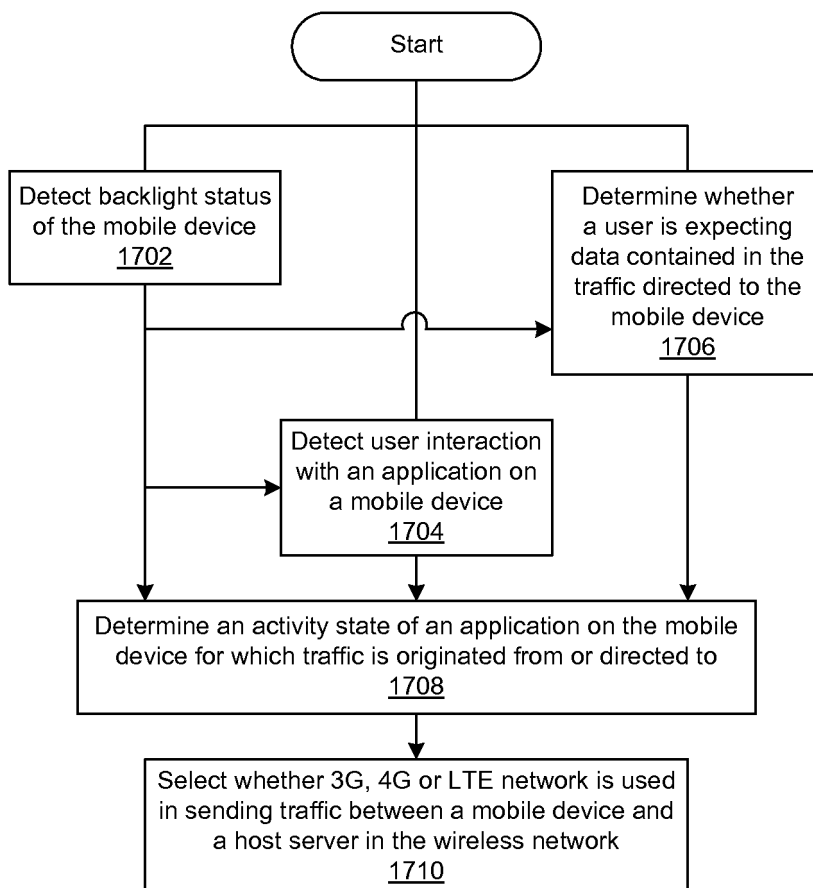 Start
Detect backlight status
of the mobile device
1702
Determine whether
a user is expecting
data contained in the
traffic directed to the
mobile device
1706
Detect user interaction
with an application on
a mobile device
1704
Determine an activity state of an application on the mobile
device for which traffic is originated from or directed to
1708
Select whether 3G, 4G or LTE network is used
in sending traffic between a mobile device and
a host server in the wireless network
1710